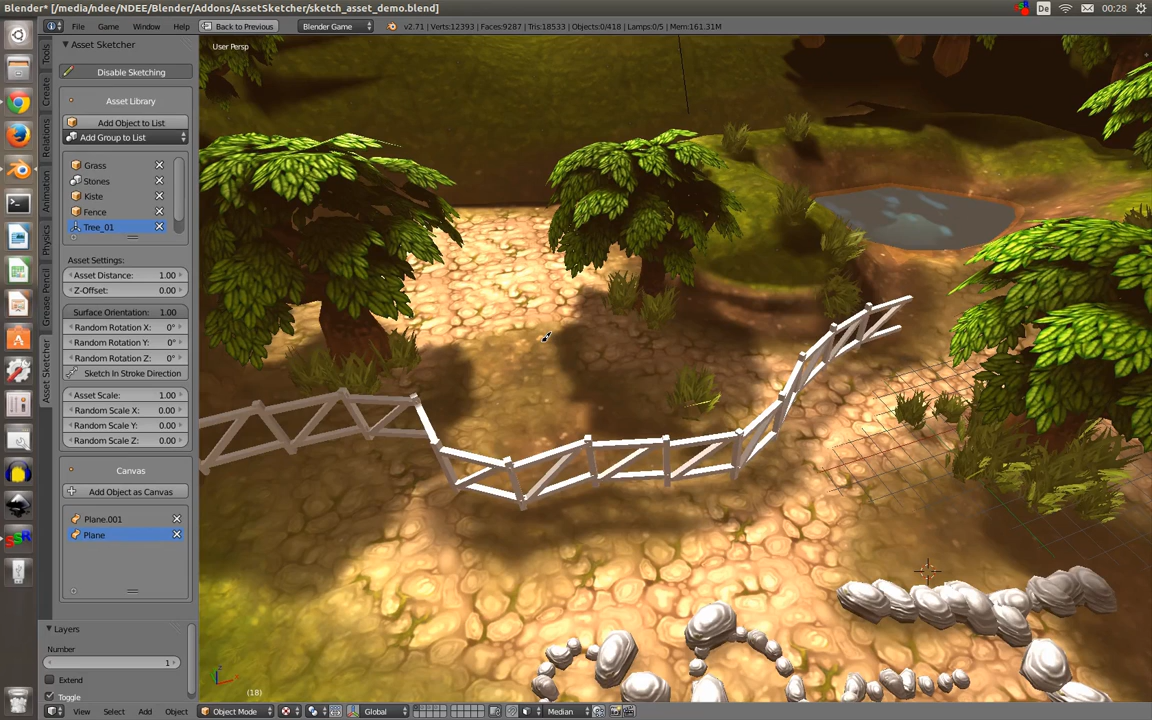 Blender* [/media/ndee/NDEE/Blender/Addons/AssetSketcher/sketch_asset_demo.blend]
De
00:28
File
Game
Window
Help
Back to Previous
Blender Game
v2.71 | Verts:12393 | Faces:9287 | Tris:18533 | Objects:0/418 | Lamps:0/5 | Mem:161.31M
Tools
Create
Relations
Animation
Physics
Grease Pencil
Asset Sketcher
Asset Sketcher
Disable Sketching
Asset Library
Add Object to List
Add Group to List
Grass
Stones
Kiste
Fence
Tree_01
Asset Settings:
Asset Distance: 1.00
Z-Offset: 0.00
Surface Orientation: 1.00
Random Rotation X: 0°
Random Rotation Y: 0°
Random Rotation Z: 0°
Sketch In Stroke Direction
Asset Scale: 1.00
Random Scale X: 0.00
Random Scale Y: 0.00
Random Scale Z: 0.00
Canvas
Add Object as Canvas
Plane.001
Plane
Layers
Number
1
Extend
Toggle
User Persp
(18)
View
Select
Add
Object
Object Mode
Global
Median